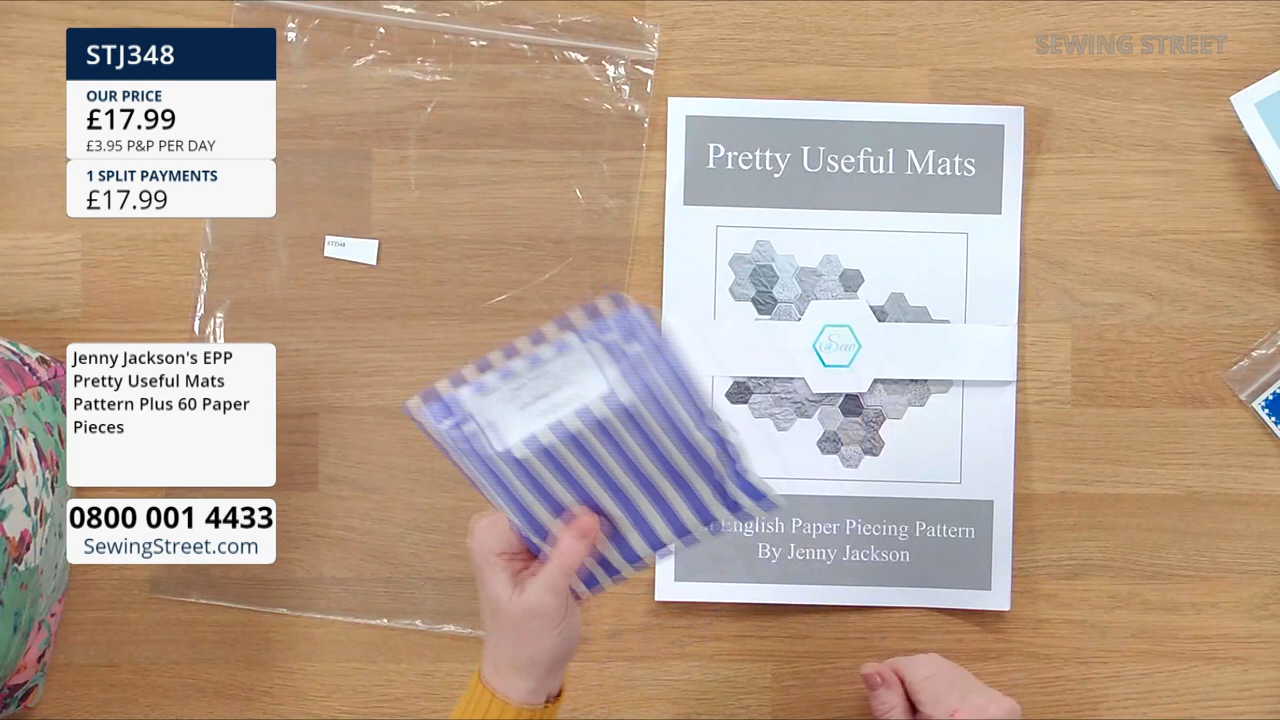 STJ348
OUR PRICE
£17.99
£3.95 P&P PER DAY
1 SPLIT PAYMENTS
£17.99
Jenny Jackson's EPP
Pretty Useful Mats
Pattern Plus 60 Paper
Pieces
0800 001 4433
SewingStreet.com
SEWING STREET
STJ348
Pretty Useful Mats
Sew
English Paper Piecing Pattern
By Jenny Jackson